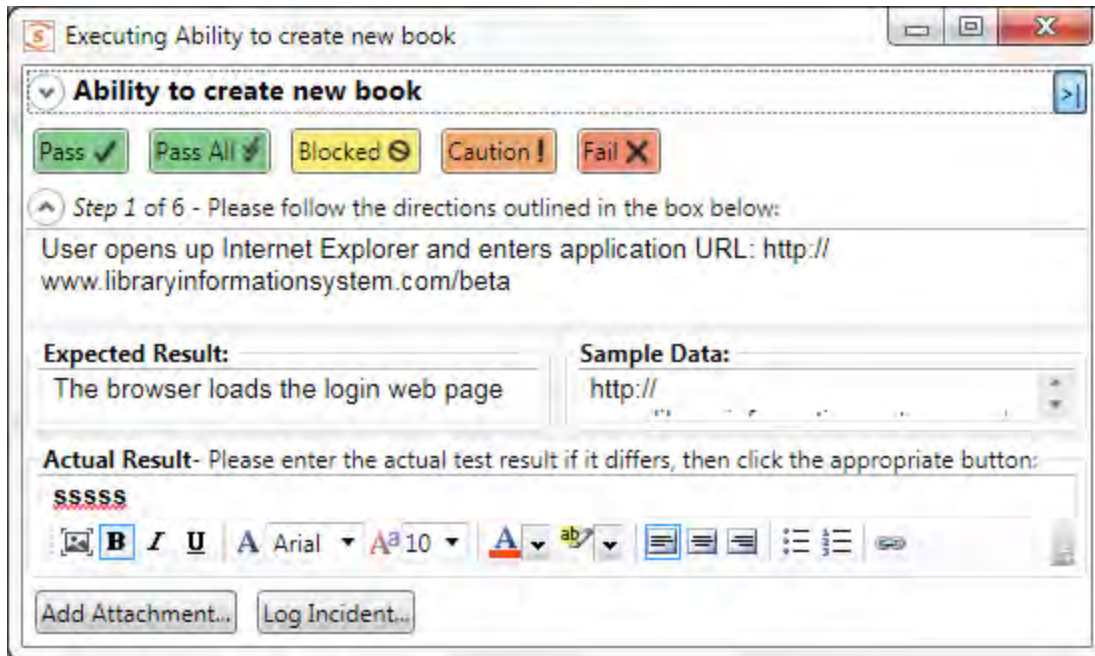 Executing Ability to create new book
Ability to create new book
Pass Pass All Blocked Caution ! Fail
Step 1 of 6 - Please follow the directions outlined in the box below:
User opens up Internet Explorer and enters application URL: http://
www.libraryinformationsystem.com/beta
Expected Result: Sample Data:
The browser loads the login web page http://
Actual Result- Please enter the actual test result if it differs, then click the appropriate button:
sssss
B I U A Arial Aa 10 A ab
Add Attachment... Log Incident...